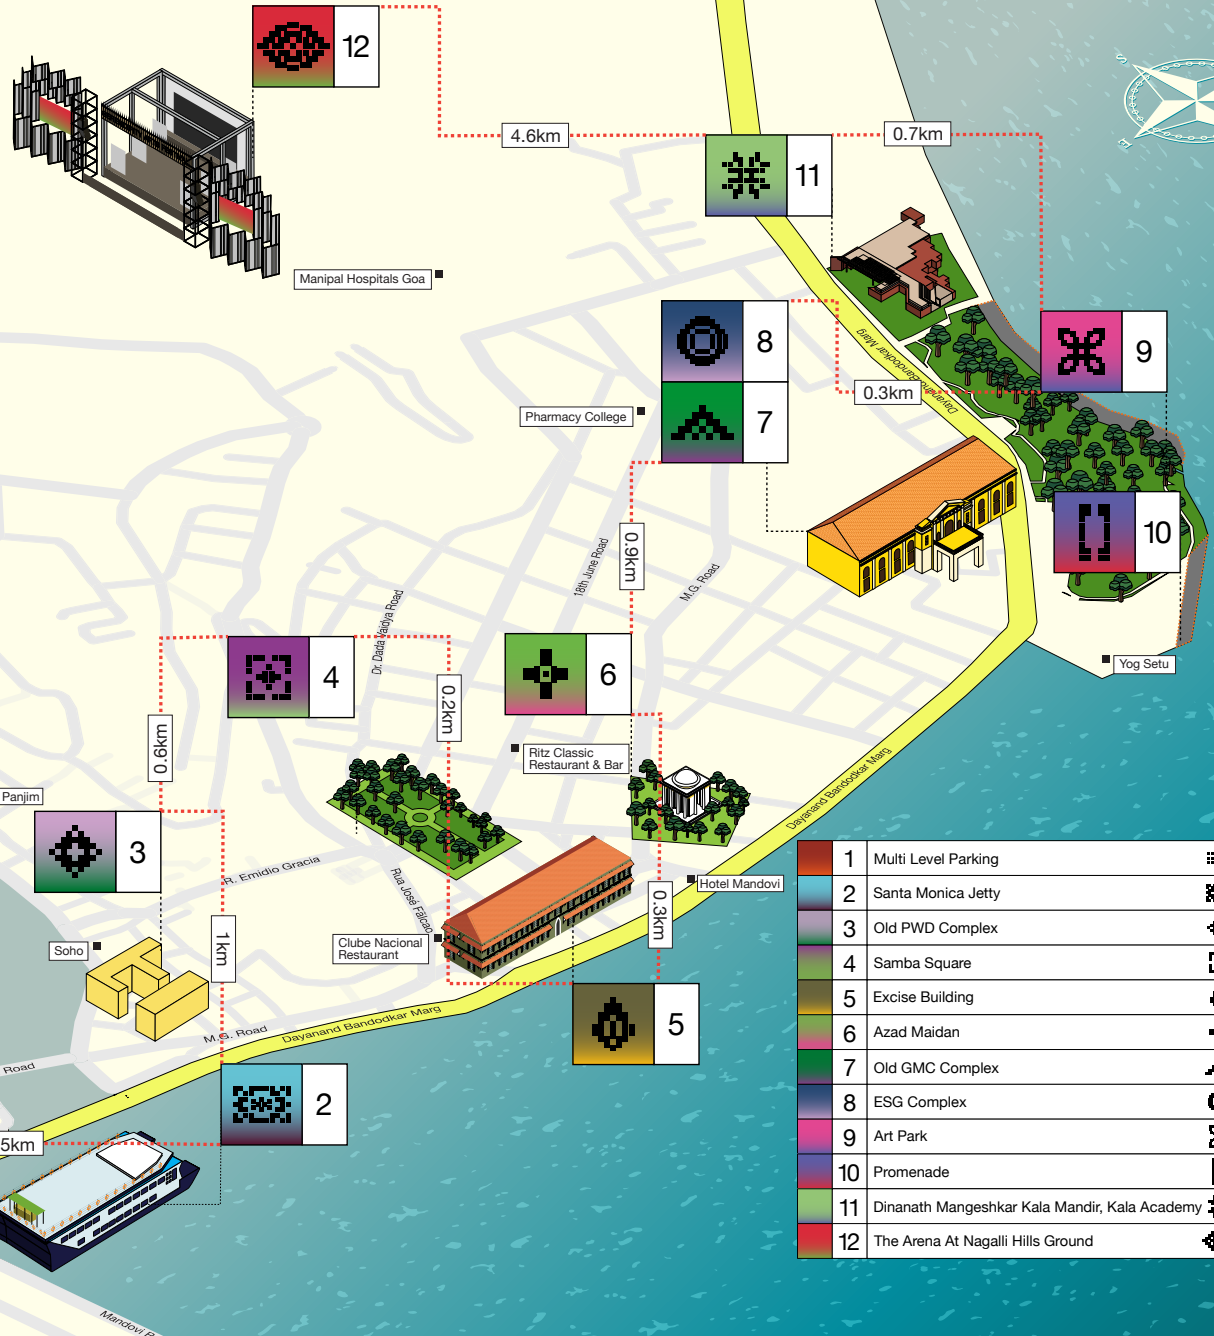 12
4.6km
0.7km
11
Manipal Hospitals Goa
8
9
Dayanand Bandodkar Marg
0.3km
Pharmacy College
7
10
0.9km
18th June Road
M.G. Road
Dr. Dada Vaidya Road
4
6
Yog Setu
0.2km
0.6km
Ritz Classic
Restaurant & Bar
Dayanand Bandodkar Marg
Panjim
3
R. Emidio Gracia
Rua José Falcao
Hotel Mandovi
0.3km
1km
Soho
Clube Nacional
Restaurant
5
M.G. Road
Dayanand Bandodkar Marg
Road
2
5km
Mandovi
1 Multi Level Parking
2 Santa Monica Jetty
3 Old PWD Complex
4 Samba Square
5 Excise Building
6 Azad Maidan
7 Old GMC Complex
8 ESG Complex
9 Art Park
10 Promenade
11 Dinanath Mangeshkar Kala Mandir, Kala Academy
12 The Arena At Nagalli Hills Ground
S
E